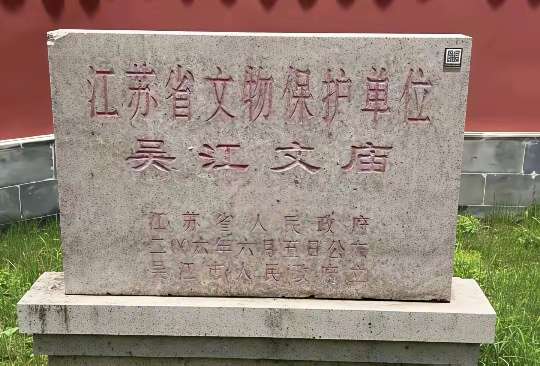 江苏省文物保护单位
吴江文庙
江苏省人民政府
二〇〇六年六月五日公布
吴江市人民政府立